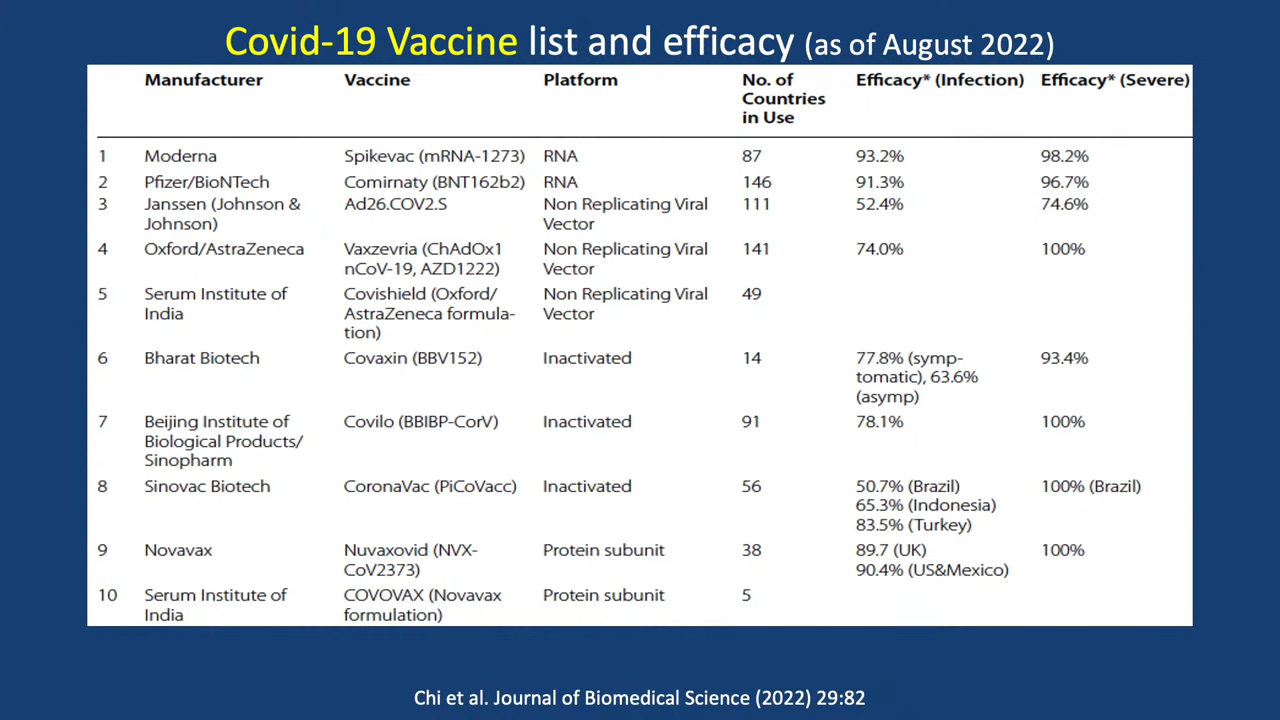 Covid-19 Vaccine list and efficacy (as of August 2022)
Manufacturer Vaccine Platform No. of Countries in Use Efficacy* (Infection) Efficacy* (Severe)
1 Moderna Spikevac (mRNA-1273) RNA 87 93.2% 98.2%
2 Pfizer/BioNTech Comirnaty (BNT162b2) RNA 146 91.3% 96.7%
3 Janssen (Johnson & Ad26.COV2.S Non Replicating Viral 111 52.4% 74.6%
Johnson) Vector
4 Oxford/AstraZeneca Vaxzevria (ChAdOx1 Non Replicating Viral 141 74.0% 100%
nCoV-19, AZD1222) Vector
5 Serum Institute of Covishield (Oxford/ Non Replicating Viral 49
India AstraZeneca formula- Vector
tion)
6 Bharat Biotech Covaxin (BBV152) Inactivated 14 77.8% (symp- 93.4%
tomatic), 63.6%
(asymp)
7 Beijing Institute of Covilo (BBIBP-CorV) Inactivated 91 78.1% 100%
Biological Products/
Sinopharm
8 Sinovac Biotech CoronaVac (PiCoVacc) Inactivated 56 50.7% (Brazil) 100% (Brazil)
65.3% (Indonesia)
83.5% (Turkey)
9 Novavax Nuvaxovid (NVX- Protein subunit 38 89.7 (UK) 100%
CoV2373) 90.4% (US&Mexico)
10 Serum Institute of COVOVAX (Novavax Protein subunit 5
India formulation)
Chi et al. Journal of Biomedical Science (2022) 29:82